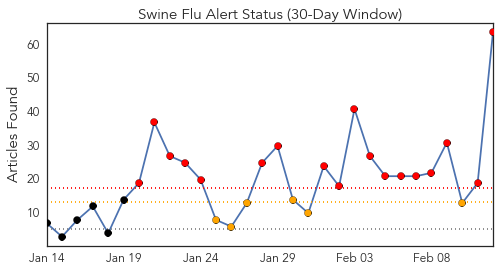 Swine Flu Alert Status (30-Day Window)
Articles Found
60
50
40
30
20
10
Jan 14 Jan 19 Jan 24 Jan 29 Feb 03 Feb 08